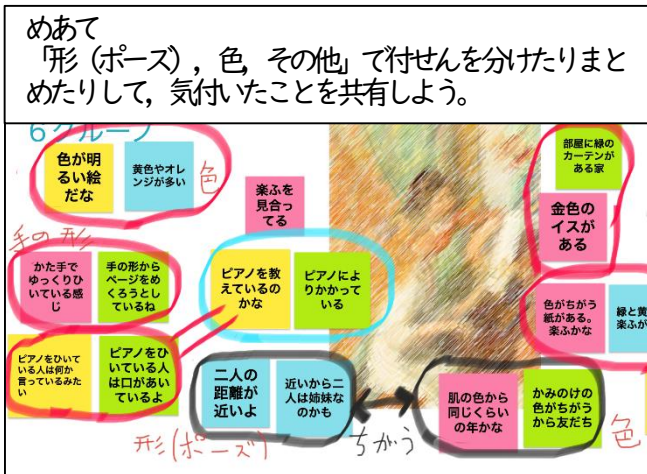 めあて
「形（ポーズ），色，その他」で付せんを分けたりまと
めたりして，気付いたことを共有しよう。
６グループ
色が明
るい絵
だな
黄色やオレ
ンジが多い
色
楽ふを
見合っ
てる
部屋に緑の
カーテンが
ある家
金色の
イスが
ある
手の形
かた手で
ゆっくりひ
いている感
じ
手の形から
ページをめ
くろうとし
ているね
ピアノを教
えているの
かな
ピアノによ
りかかって
いる
色がちがう
紙がある。
楽ふかな
緑と黄
楽ふが
ピアノをひいて
いる人は何か
言っているみた
い
ピアノをひ
いている人
は口があい
ているよ
二人の
距離が
近いよ
近いから二
人は姉妹な
のかも
肌の色から
同じくらい
の年かな
かみのけの
色がちがう
から友だち
形(ポーズ)
ちがう
色